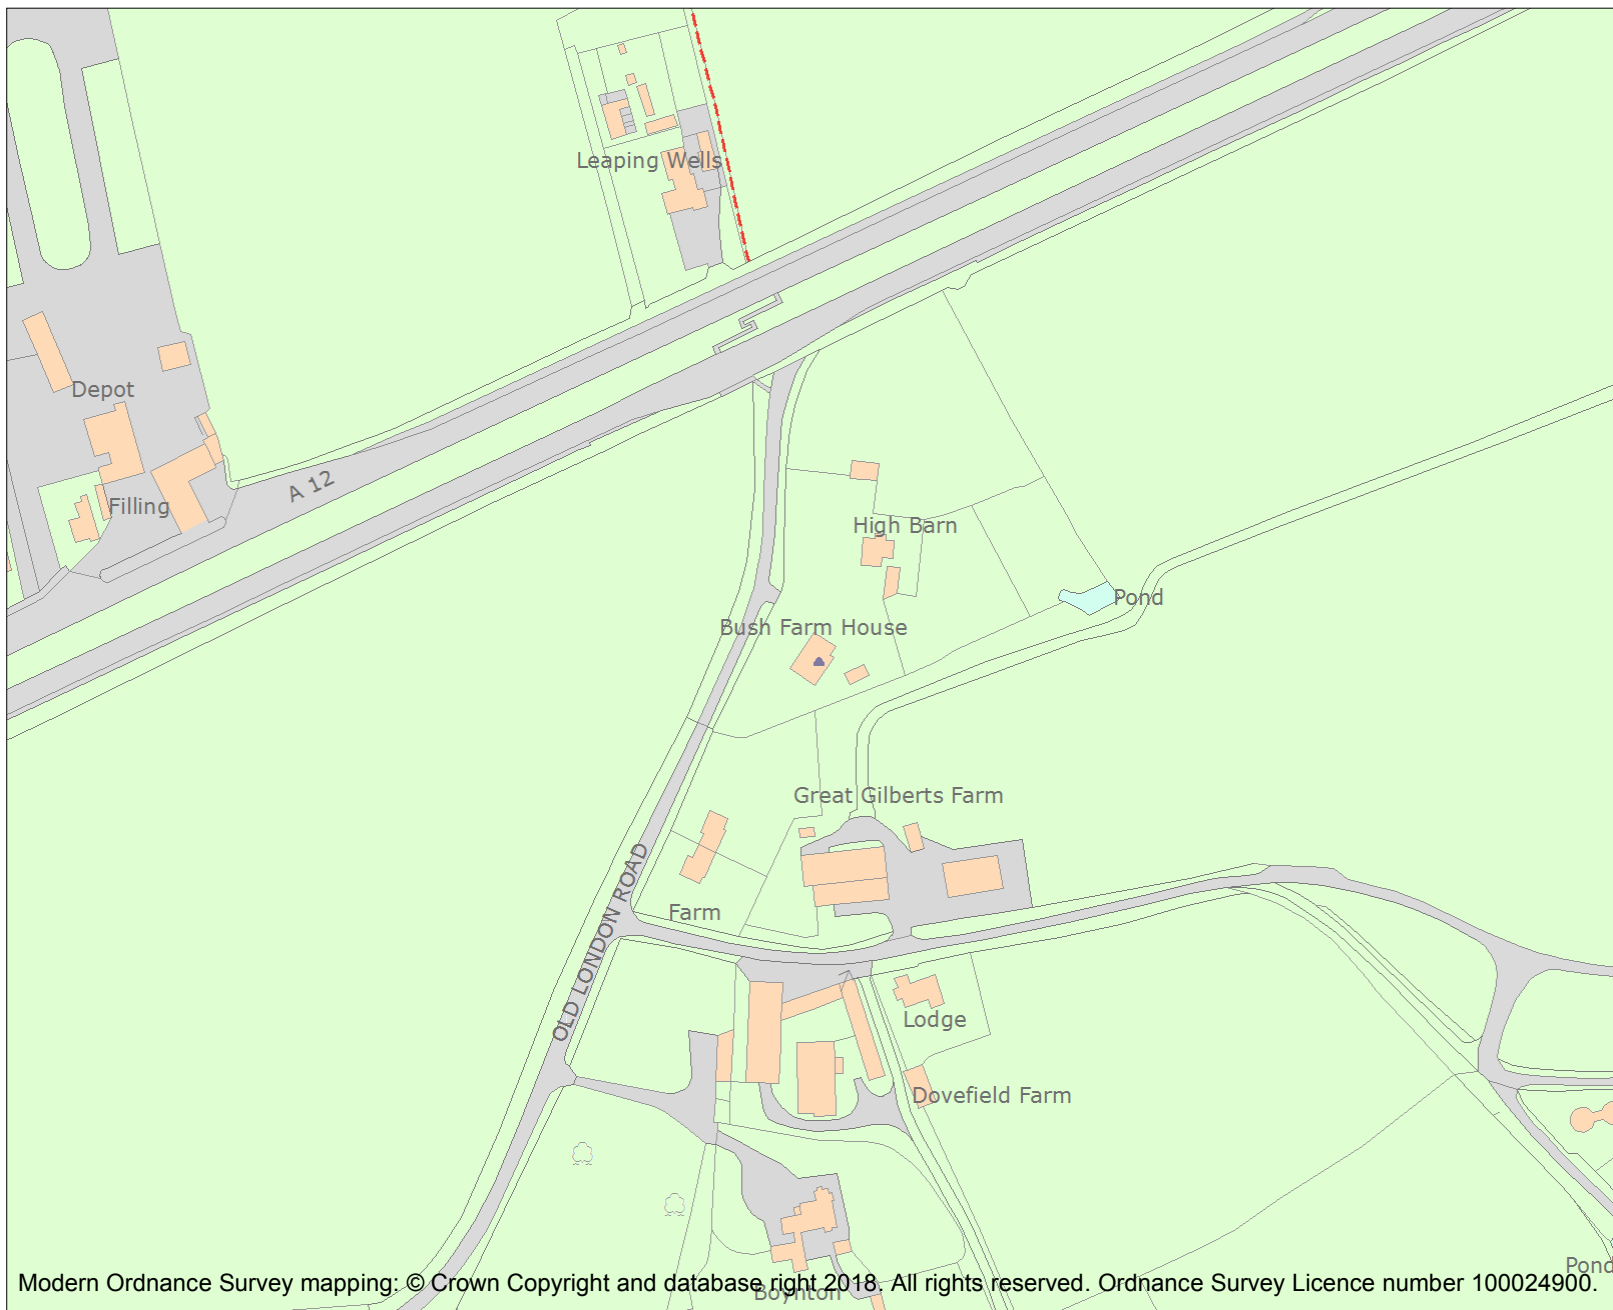 Leaping Wells
Depot
A 12
Filling
High Barn
Pond
Bush Farm House
Great Gilberts Farm
OLD LONDON ROAD
Farm
Lodge
Dovefield Farm
Pond
Boynton
Modern Ordnance Survey mapping: © Crown Copyright and database right 2018. All rights reserved. Ordnance Survey Licence number 100024900.